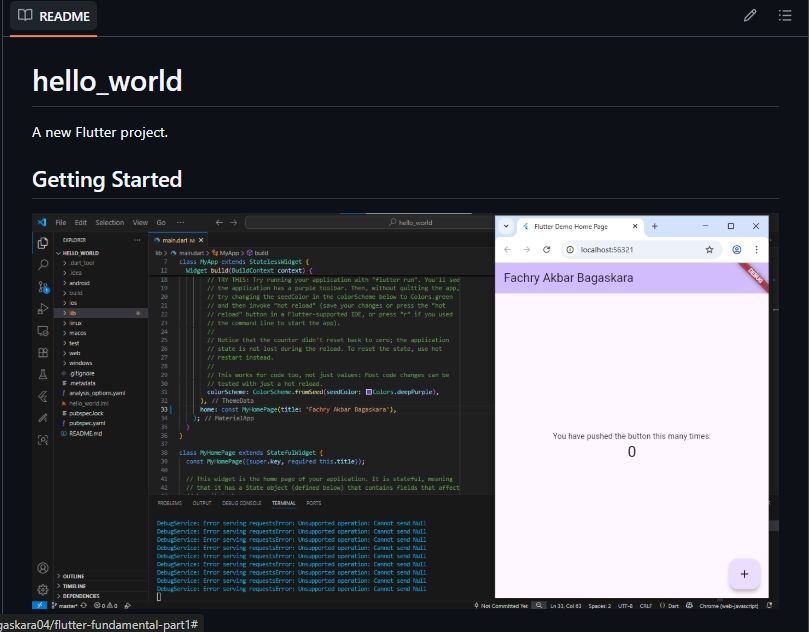 README
hello_world
A new Flutter project.
Getting Started
File Edit Selection View Go ···
hello_world
EXPLORER
HELLO_WORLD
.dart_tool
.idea
android
build
ios
lib
linux
macos
test
web
windows
.gitignore
.metadata
analysis_options.yaml
hello_world.iml
pubspec.lock
pubspec.yaml
README.md
OUTLINE
TIMELINE
DEPENDENCIES
main.dart M
lib > main.dart > MyApp > build
7 class MyApp extends StatelessWidget {
12 Widget build(BuildContext context) {
18 // TRY THIS: Try running your application with "flutter run". You'll see
19 // the application has a purple toolbar. Then, without quitting the app,
20 // try changing the seedColor in the colorScheme below to Colors.green
21 // and then invoke "hot reload" (save your changes or press the "hot
22 // reload" button in a Flutter-supported IDE, or press "r" if you used
23 // the command line to start the app).
24 //
25 // Notice that the counter didn't reset back to zero; the application
26 // state is not lost during the reload. To reset the state, use hot
27 // restart instead.
28 //
29 // This works for code too, not just values: Most code changes can be
30 // tested with just a hot reload.
31 colorScheme: ColorScheme.fromSeed(seedColor: Colors.deepPurple),
32 ), // ThemeData
33 home: const MyHomePage(title: 'Fachry Akbar Bagaskara'),
34 ); // MaterialApp
35 }
36 }
37
38 class MyHomePage extends StatefulWidget {
39 const MyHomePage({super.key, required this.title});
40
41 // This widget is the home page of your application. It is stateful, meaning
42 // that it has a State object (defined below) that contains fields that affect
PROBLEMS OUTPUT DEBUG CONSOLE TERMINAL PORTS
DebugService: Error serving requestsError: Unsupported operation: Cannot send Null
DebugService: Error serving requestsError: Unsupported operation: Cannot send Null
DebugService: Error serving requestsError: Unsupported operation: Cannot send Null
DebugService: Error serving requestsError: Unsupported operation: Cannot send Null
DebugService: Error serving requestsError: Unsupported operation: Cannot send Null
DebugService: Error serving requestsError: Unsupported operation: Cannot send Null
DebugService: Error serving requestsError: Unsupported operation: Cannot send Null
DebugService: Error serving requestsError: Unsupported operation: Cannot send Null
DebugService: Error serving requestsError: Unsupported operation: Cannot send Null
Flutter Demo Home Page
localhost:56321
Fachry Akbar Bagaskara
DEBUG
You have pushed the button this many times:
0
+
master* 0 0 Not Committed Yet Ln 33, Col 63 Spaces: 2 UTF-8 CRLF Dart Chrome (web-javascript)
gaskara04/flutter-fundamental-part1#